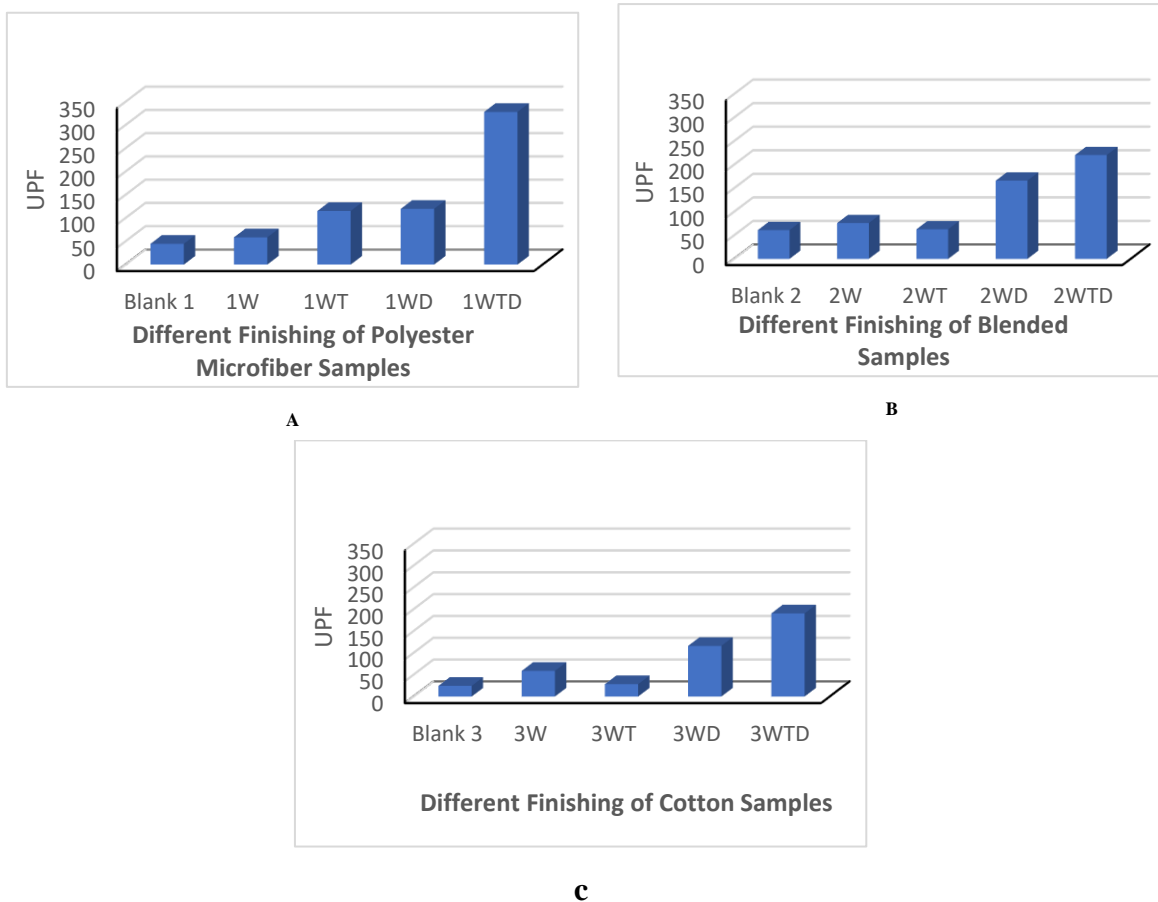 350
300
250
200
150
100
50
0
UPF
Blank 1 1W 1WT 1WD 1WTD
Different Finishing of Polyester
Microfiber Samples
A
350
300
250
200
150
100
50
0
UPF
Blank 2 2W 2WT 2WD 2WTD
Different Finishing of Blended
Samples
B
350
300
250
200
150
100
50
0
UPF
Blank 3 3W 3WT 3WD 3WTD
Different Finishing of Cotton Samples
c